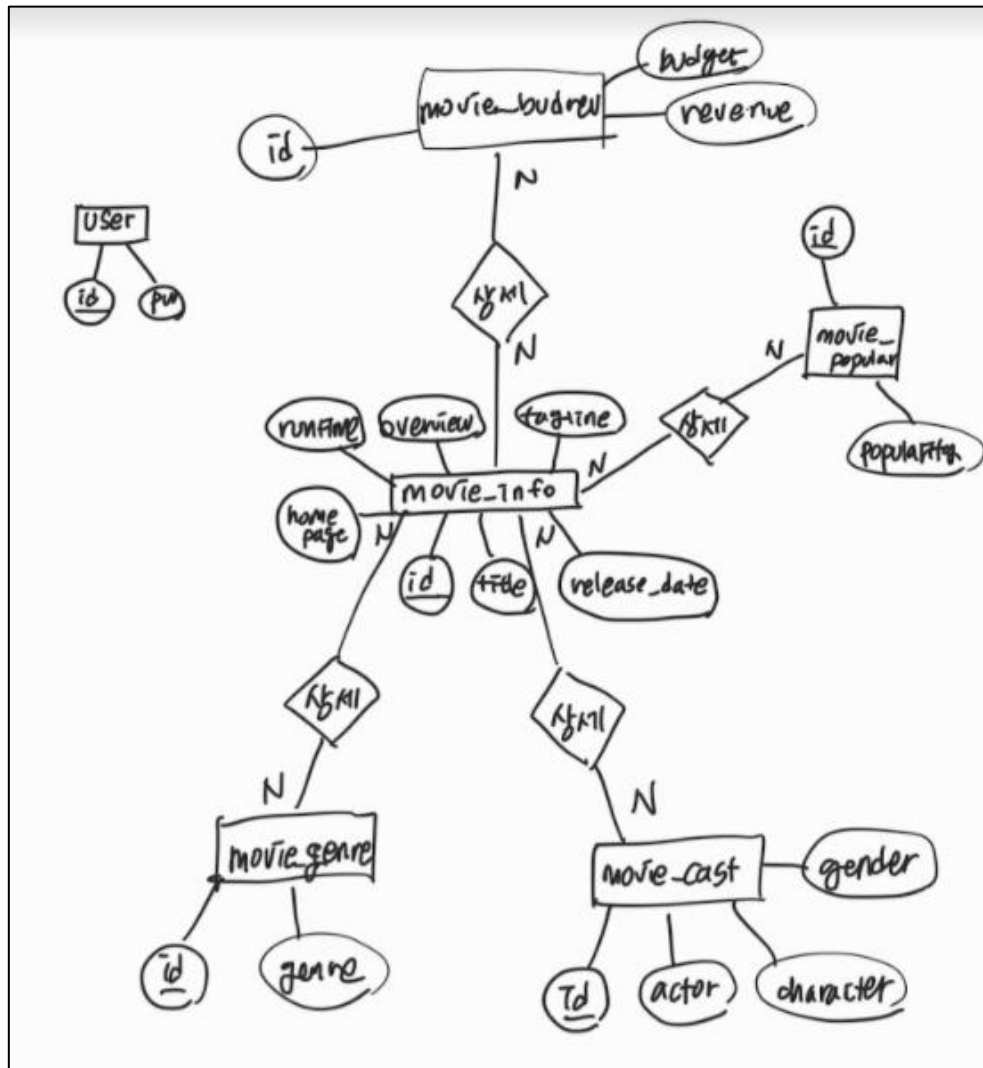 budget
movie_budrev
revenue
id
N
user
id
pw
상세
N
id
movie_
popular
N
상세
popularity
runtime
overview
tagline
N
movie_info
home
page
N
id
title
N
release_date
상세
상세
N
N
movie_genre
movie_cast
gender
id
genre
id
actor
character